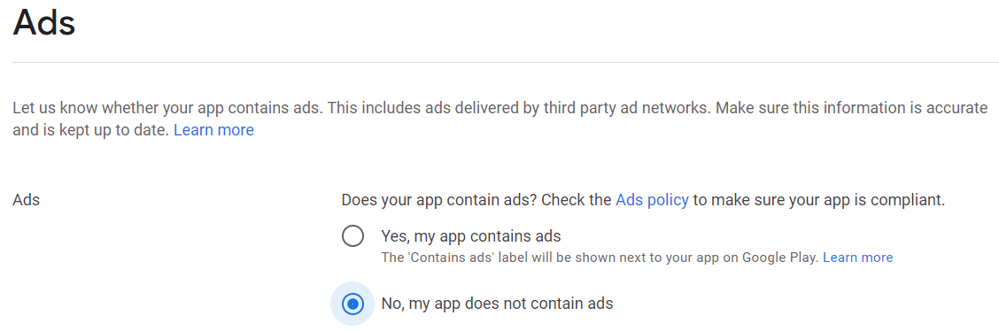 Ads
Let us know whether your app contains ads. This includes ads delivered by third party ad networks. Make sure this information is accurate
and is kept up to date. Learn more
Ads
Does your app contain ads? Check the Ads policy to make sure your app is compliant.
Yes, my app contains ads
The 'Contains ads' label will be shown next to your app on Google Play. Learn more
No, my app does not contain ads